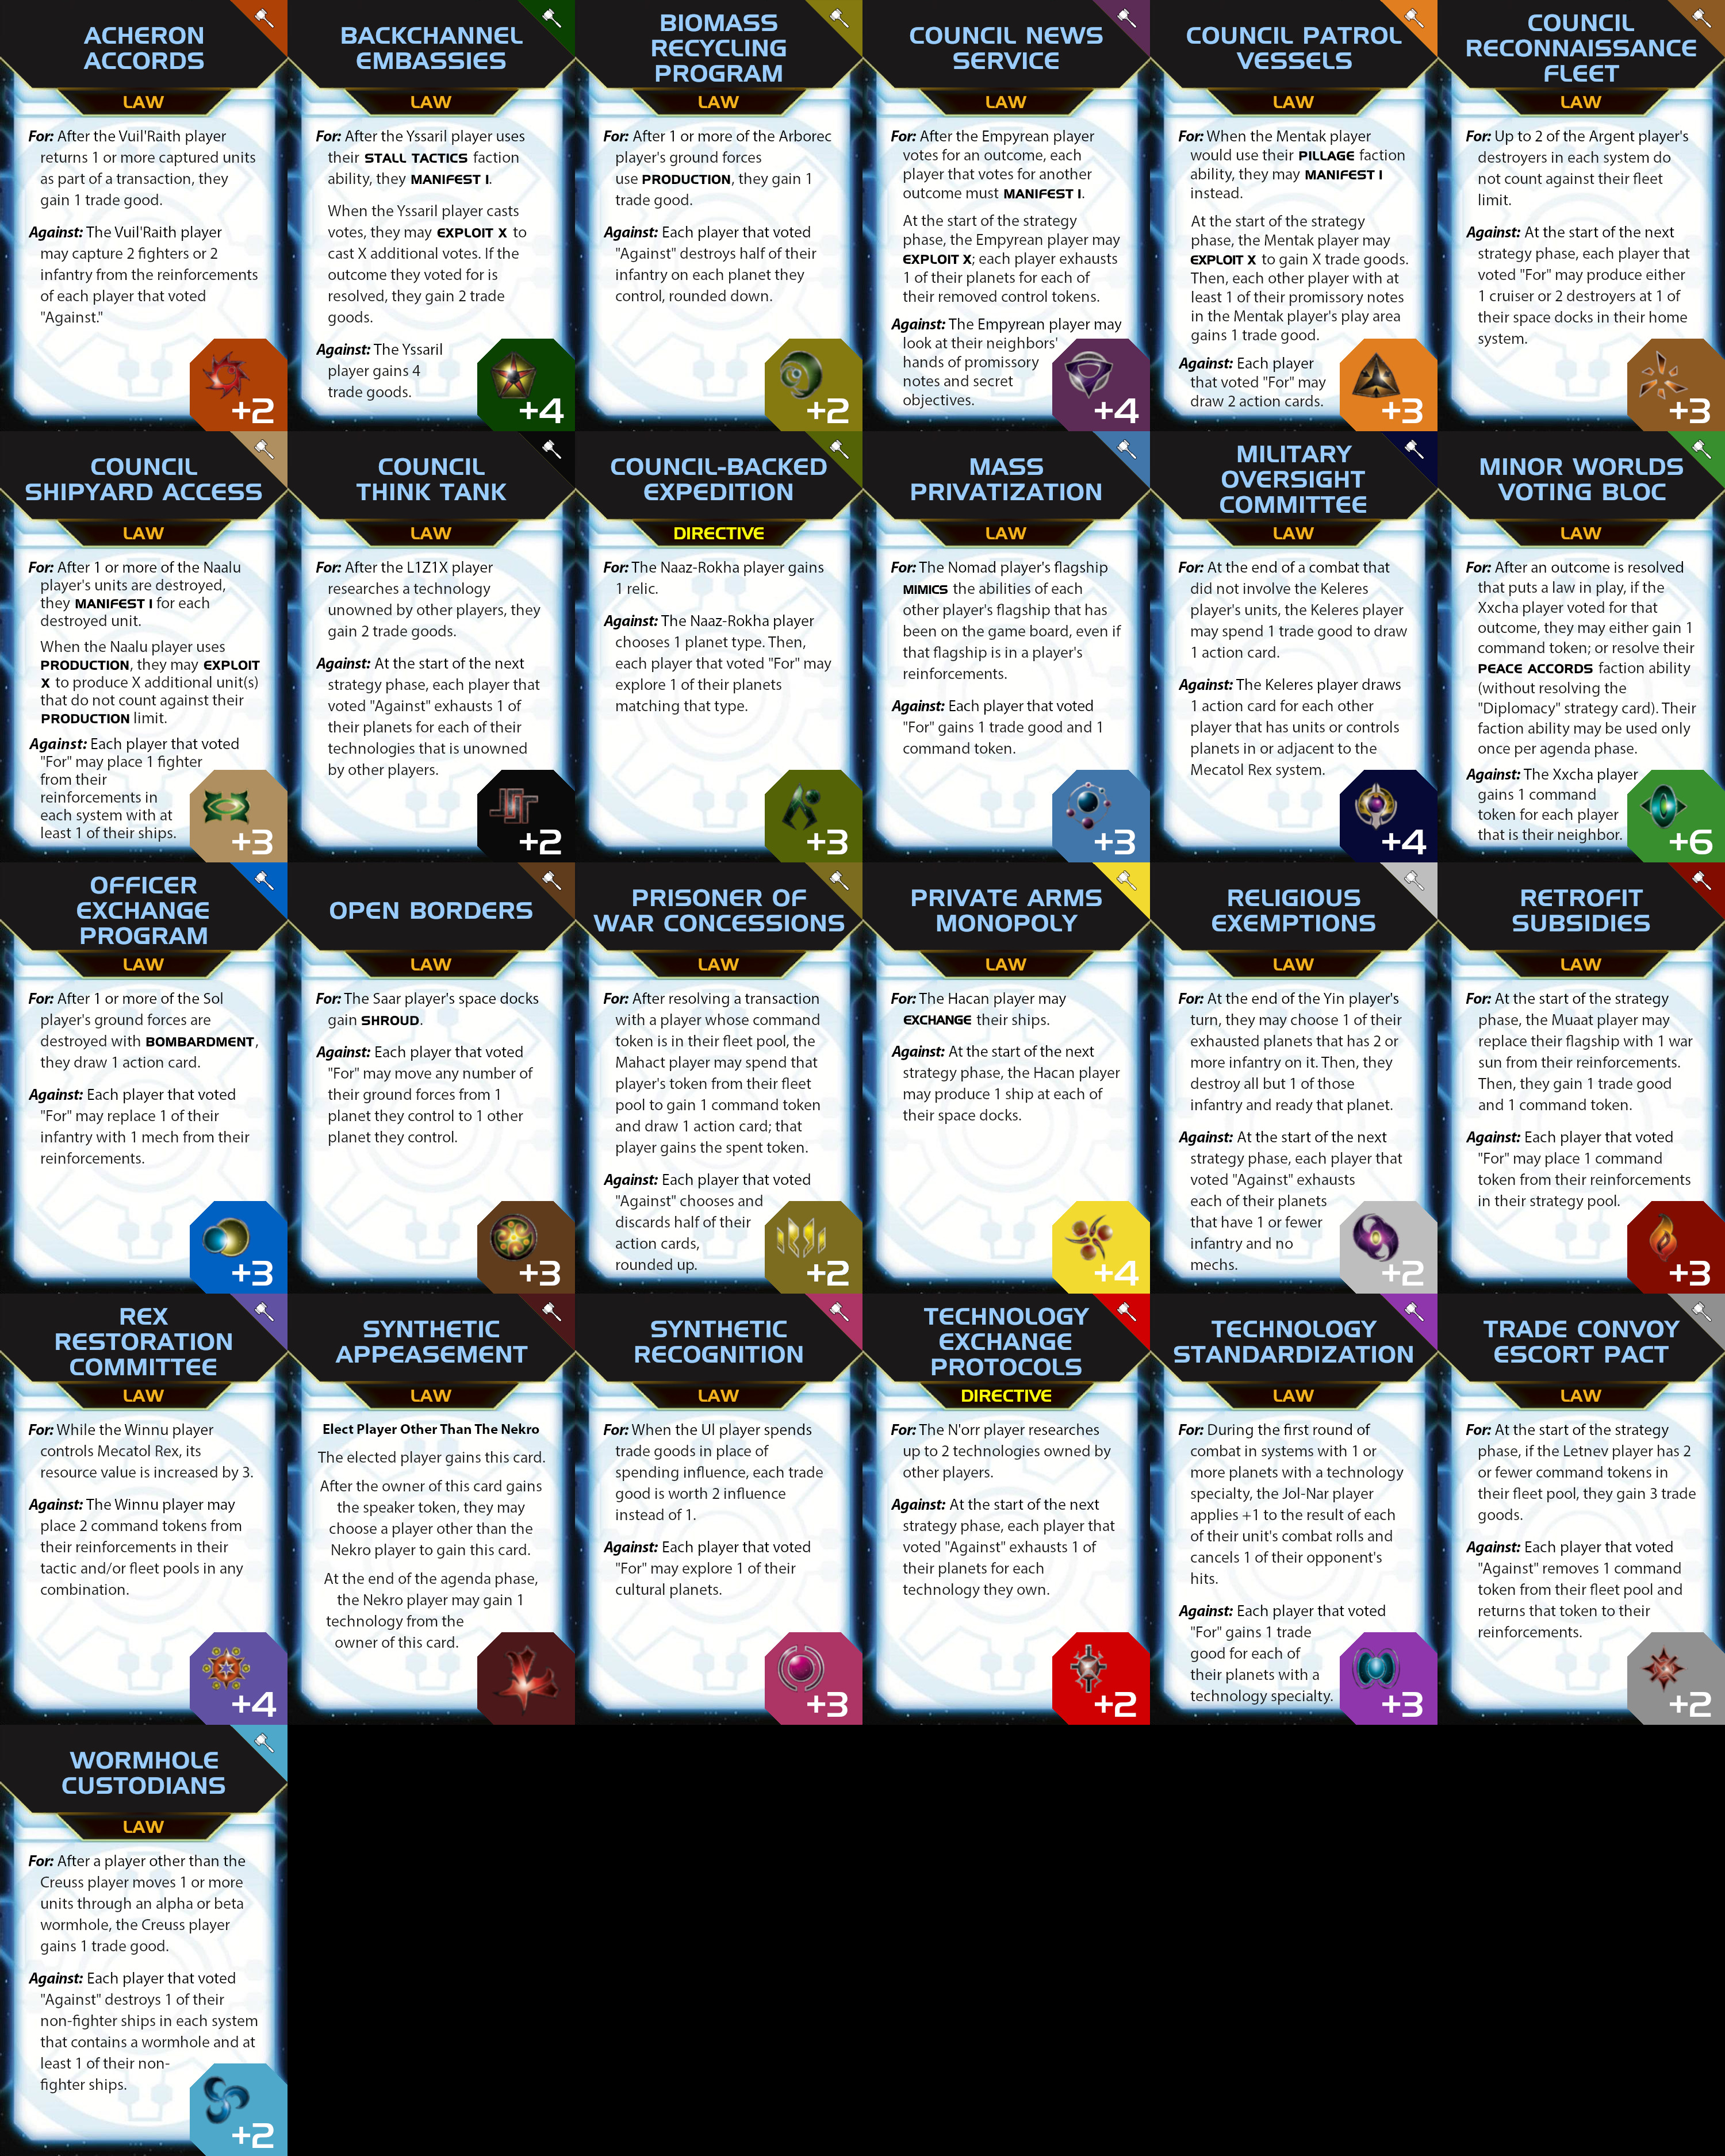 ACHERON
ACCORDS
LAW
For: After the Vuil'Raith player
returns 1 or more captured units
as part of a transaction, they
gain 1 trade good.
Against: The Vuil'Raith player
may capture 2 fighters or 2
infantry from the reinforcements
of each player that voted
"Against."
+2
BACKCHANNEL
EMBASSIES
LAW
For: After the Yssaril player uses
their STALL TACTICS faction
ability, they MANIFEST I.
When the Yssaril player casts
votes, they may EXPLOIT X to
cast X additional votes. If the
outcome they voted for is
resolved, they gain 2 trade
goods.
Against: The Yssaril
player gains 4
trade goods.
+4
BIOMASS
RECYCLING
PROGRAM
LAW
For: After 1 or more of the Arborec
player's ground forces
use PRODUCTION, they gain 1
trade good.
Against: Each player that voted
"Against" destroys half of their
infantry on each planet they
control, rounded down.
+2
COUNCIL NEWS
SERVICE
LAW
For: After the Empyrean player
votes for an outcome, each
player that votes for another
outcome must MANIFEST I.
At the start of the strategy
phase, the Empyrean player may
EXPLOIT X; each player exhausts
1 of their planets for each of
their removed control tokens.
Against: The Empyrean player may
look at their neighbors'
hands of promissory
notes and secret
objectives.
+4
COUNCIL PATROL
VESSELS
LAW
For: When the Mentak player
would use their PILLAGE faction
ability, they may MANIFEST I
instead.
At the start of the strategy
phase, the Mentak player may
EXPLOIT X to gain X trade goods.
Then, each other player with at
least 1 of their promissory notes
in the Mentak player's play area
gains 1 trade good.
Against: Each player
that voted "For" may
draw 2 action cards.
+3
COUNCIL
RECONNAISSANCE
FLEET
LAW
For: Up to 2 of the Argent player's
destroyers in each system do
not count against their fleet
limit.
Against: At the start of the next
strategy phase, each player that
voted "For" may produce either
1 cruiser or 2 destroyers at 1 of
their space docks in their home
system.
+3
COUNCIL
SHIPYARD ACCESS
LAW
For: After 1 or more of the Naalu
player's units are destroyed,
they MANIFEST I for each
destroyed unit.
When the Naalu player uses
PRODUCTION, they may EXPLOIT
X to produce X additional unit(s)
that do not count against their
PRODUCTION limit.
Against: Each player that voted
"For" may place 1 fighter
from their
reinforcements in
each system with at
least 1 of their ships.
+3
COUNCIL
THINK TANK
LAW
For: After the L1Z1X player
researches a technology
unowned by other players, they
gain 2 trade goods.
Against: At the start of the next
strategy phase, each player that
voted "Against" exhausts 1 of
their planets for each of their
technologies that is unowned
by other players.
+2
COUNCIL-BACKED
EXPEDITION
DIRECTIVE
For: The Naaz-Rokha player gains
1 relic.
Against: The Naaz-Rokha player
chooses 1 planet type. Then,
each player that voted "For" may
explore 1 of their planets
matching that type.
+3
MASS
PRIVATIZATION
LAW
For: The Nomad player's flagship
MIMICS the abilities of each
other player's flagship that has
been on the game board, even if
that flagship is in a player's
reinforcements.
Against: Each player that voted
"For" gains 1 trade good and 1
command token.
+3
MILITARY
OVERSIGHT
COMMITTEE
LAW
For: At the end of a combat that
did not involve the Keleres
player's units, the Keleres player
may spend 1 trade good to draw
1 action card.
Against: The Keleres player draws
1 action card for each other
player that has units or controls
planets in or adjacent to the
Mecatol Rex system.
+4
MINOR WORLDS
VOTING BLOC
LAW
For: After an outcome is resolved
that puts a law in play, if the
Xxcha player voted for that
outcome, they may either gain 1
command token; or resolve their
PEACE ACCORDS faction ability
(without resolving the
"Diplomacy" strategy card). Their
faction ability may be used only
once per agenda phase.
Against: The Xxcha player
gains 1 command
token for each player
that is their neighbor.
+6
OFFICER
EXCHANGE
PROGRAM
LAW
For: After 1 or more of the Sol
player's ground forces are
destroyed with BOMBARDMENT,
they draw 1 action card.
Against: Each player that voted
"For" may replace 1 of their
infantry with 1 mech from their
reinforcements.
+3
OPEN BORDERS
LAW
For: The Saar player's space docks
gain SHROUD.
Against: Each player that voted
"For" may move any number of
their ground forces from 1
planet they control to 1 other
planet they control.
+3
PRISONER OF
WAR CONCESSIONS
LAW
For: After resolving a transaction
with a player whose command
token is in their fleet pool, the
Mahact player may spend that
player's token from their fleet
pool to gain 1 command token
and draw 1 action card; that
player gains the spent token.
Against: Each player that voted
"Against" chooses and
discards half of their
action cards,
rounded up.
+2
PRIVATE ARMS
MONOPOLY
LAW
For: The Hacan player may
EXCHANGE their ships.
Against: At the start of the next
strategy phase, the Hacan player
may produce 1 ship at each of
their space docks.
+4
RELIGIOUS
EXEMPTIONS
LAW
For: At the end of the Yin player's
turn, they may choose 1 of their
exhausted planets that has 2 or
more infantry on it. Then, they
destroy all but 1 of those
infantry and ready that planet.
Against: At the start of the next
strategy phase, each player that
voted "Against" exhausts
each of their planets
that have 1 or fewer
infantry and no
mechs.
+2
RETROFIT
SUBSIDIES
LAW
For: At the start of the strategy
phase, the Muaat player may
replace their flagship with 1 war
sun from their reinforcements.
Then, they gain 1 trade good
and 1 command token.
Against: Each player that voted
"For" may place 1 command
token from their reinforcements
in their strategy pool.
+3
REX
RESTORATION
COMMITTEE
LAW
For: While the Winnu player
controls Mecatol Rex, its
resource value is increased by 3.
Against: The Winnu player may
place 2 command tokens from
their reinforcements in their
tactic and/or fleet pools in any
combination.
+4
SYNTHETIC
APPEASEMENT
LAW
Elect Player Other Than The Nekro
The elected player gains this card.
After the owner of this card gains
the speaker token, they may
choose a player other than the
Nekro player to gain this card.
At the end of the agenda phase,
the Nekro player may gain 1
technology from the
owner of this card.
SYNTHETIC
RECOGNITION
LAW
For: When the Ul player spends
trade goods in place of
spending influence, each trade
good is worth 2 influence
instead of 1.
Against: Each player that voted
"For" may explore 1 of their
cultural planets.
+3
TECHNOLOGY
EXCHANGE
PROTOCOLS
DIRECTIVE
For: The N'orr player researches
up to 2 technologies owned by
other players.
Against: At the start of the next
strategy phase, each player that
voted "Against" exhausts 1 of
their planets for each
technology they own.
+2
TECHNOLOGY
STANDARDIZATION
LAW
For: During the first round of
combat in systems with 1 or
more planets with a technology
specialty, the Jol-Nar player
applies +1 to the result of each
of their unit's combat rolls and
cancels 1 of their opponent's
hits.
Against: Each player that voted
"For" gains 1 trade
good for each of
their planets with a
technology specialty.
+3
TRADE CONVOY
ESCORT PACT
LAW
For: At the start of the strategy
phase, if the Letnev player has 2
or fewer command tokens in
their fleet pool, they gain 3 trade
goods.
Against: Each player that voted
"Against" removes 1 command
token from their fleet pool and
returns that token to their
reinforcements.
+2
WORMHOLE
CUSTODIANS
LAW
For: After a player other than the
Creuss player moves 1 or more
units through an alpha or beta
wormhole, the Creuss player
gains 1 trade good.
Against: Each player that voted
"Against" destroys 1 of their
non-fighter ships in each system
that contains a wormhole and at
least 1 of their non-
fighter ships.
+2